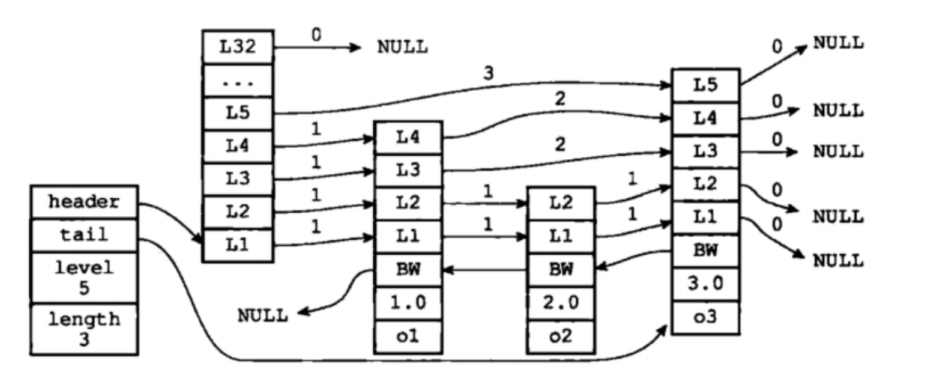 header
tail
level
5
length
3
L32
...
L5
L4
L3
L2
L1
0
NULL
3
1
1
1
1
L4
L3
L2
L1
BW
1.0
o1
NULL
2
2
1
1
L2
L1
BW
2.0
o2
1
1
L5
L4
L3
L2
L1
BW
3.0
o3
0
NULL
0
NULL
0
NULL
0
NULL
0
NULL